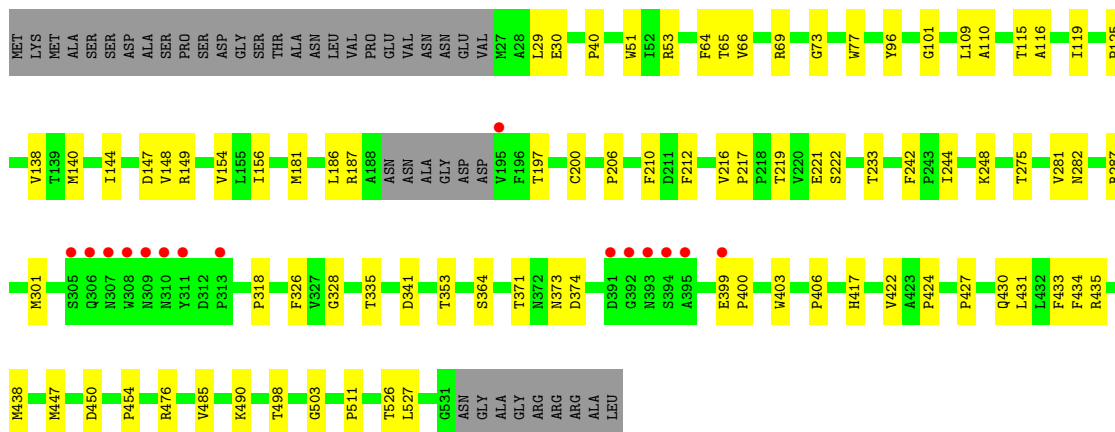 MET LYS MET ALA SER SER ASP ALA SER PRO SER ASP GLY SER THR ALA ASN LEU VAL PRO GLU VAL ASN ASN GLU VAL M27 A28 L29 E30 P40 W51 I52 R53 F64 T65 V66 R69 G73 W77 Y96 G101 L109 A110 T115 A116 I119
V138 T139 M140 I144 D147 V148 R149 V154 L155 I156 M181 L186 R187 A188 ASN ASN ALA GLY ASP ASP V195 F196 T197 C200 P206 F210 D211 F212 V216 P217 P218 T219 V220 E221 S222 T233 F242 P243 I244 K248 T275 V281 N282
M301 S305 Q306 N307 W308 N309 N310 Y311 D312 P313 P318 F326 V327 G328 T335 D341 T353 S364 T371 N372 N373 D374 D391 G392 N393 S394 A395 E399 P400 W403 P406 H417 V422 A423 P424 P427 Q430 L431 L432 F433 F434 R435
M438 M447 D450 P454 R476 V485 K490 T498 G503 P511 T526 L527 G531 ASN GLY ALA GLY ARG ARG ARG ALA LEU